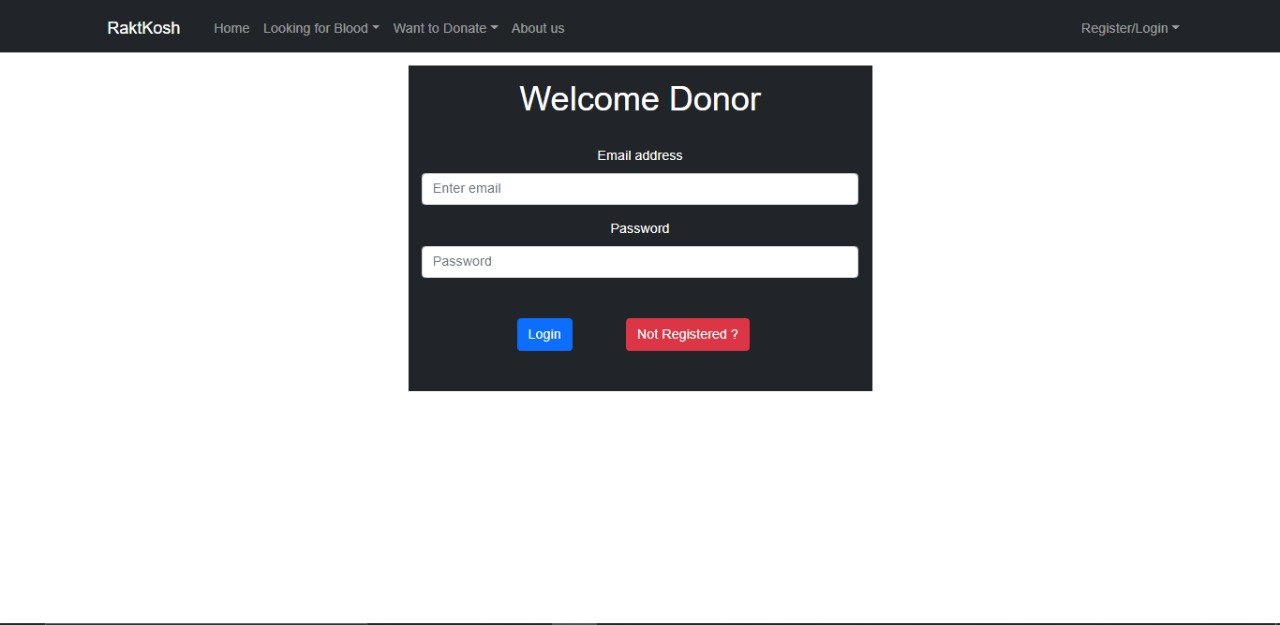 RaktKosh Home Looking for Blood Want to Donate About us Register/Login
Welcome Donor
Email address
Enter email
Password
Password
Login Not Registered ?